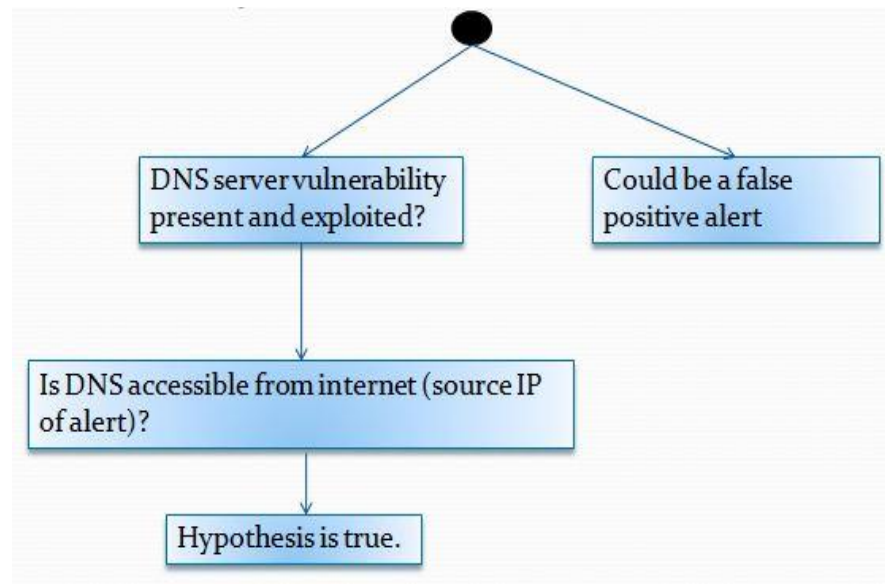 DNS server vulnerability
present and exploited?
Could be a false
positive alert
Is DNS accessible from internet (source IP
of alert)?
Hypothesis is true.